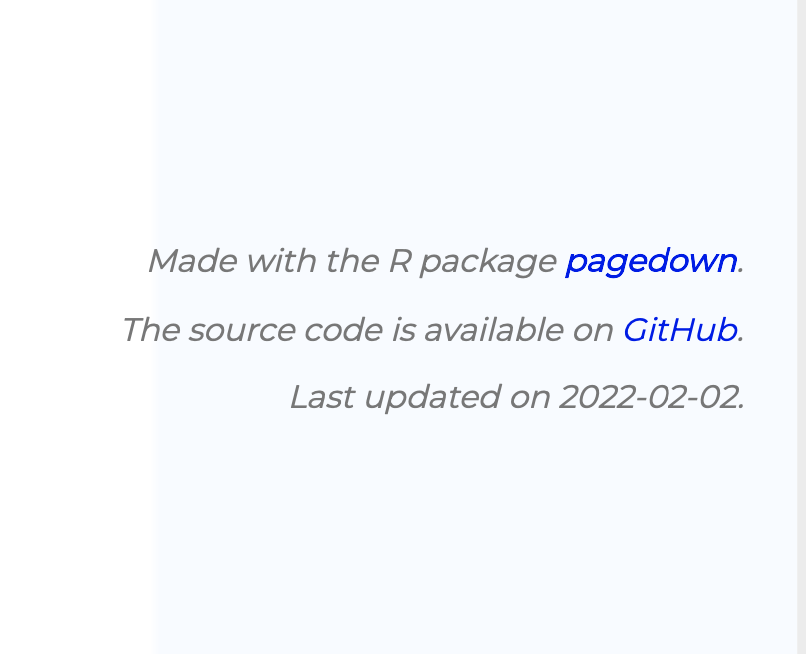 Made with the R package pagedown.
The source code is available on GitHub.
Last updated on 2022-02-02.